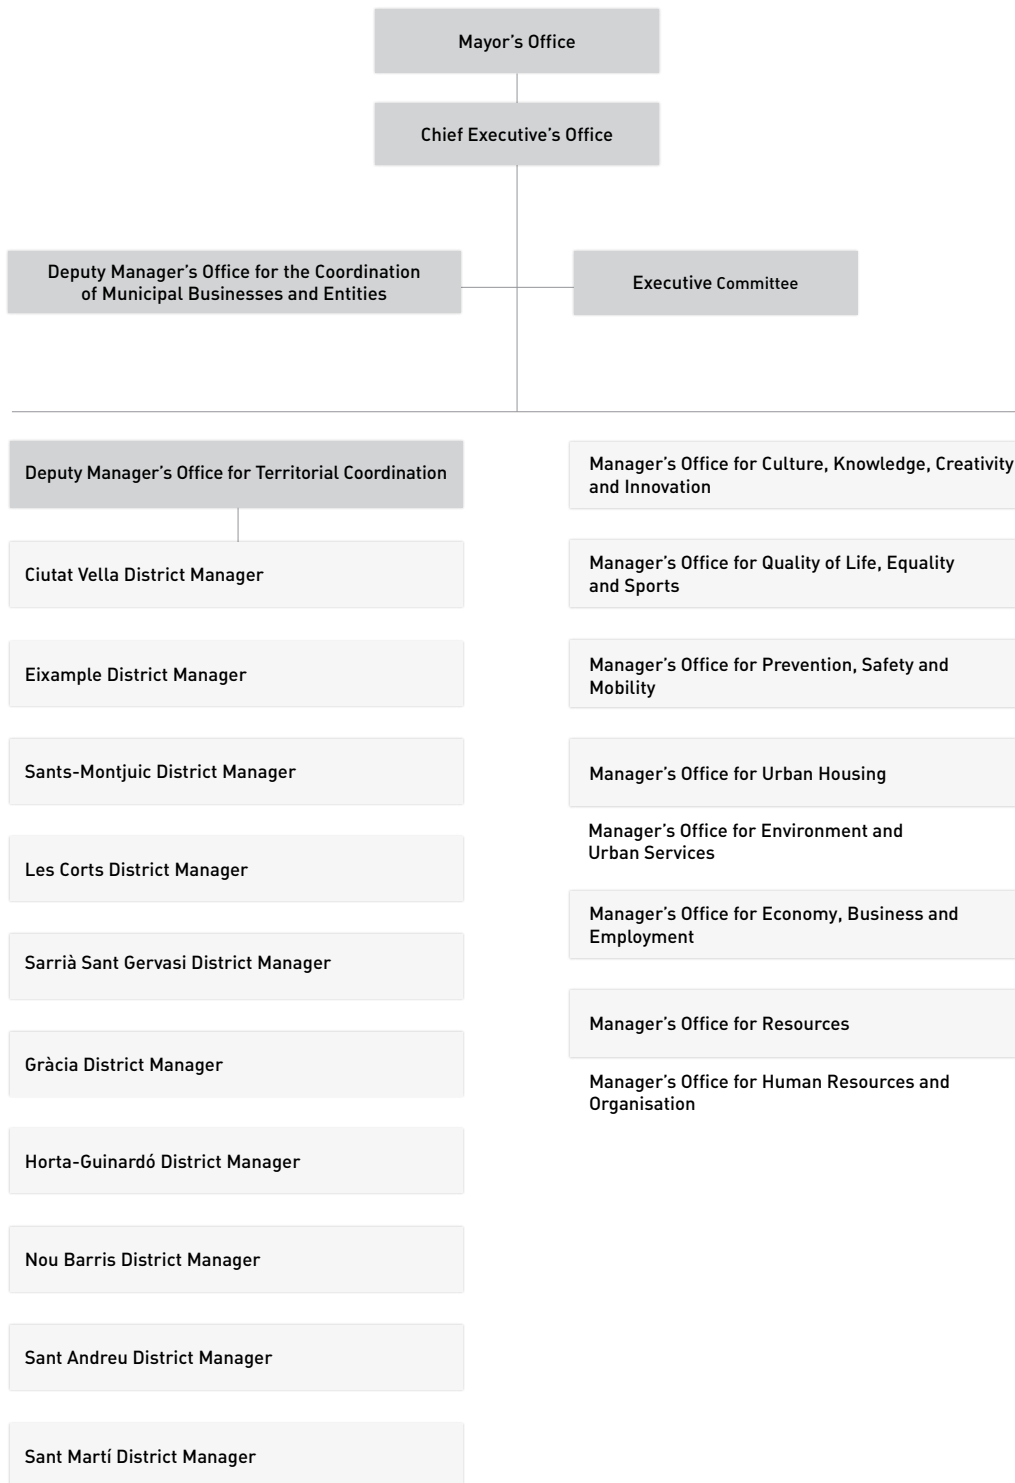 Mayor’s Office
Chief Executive’s Office
Deputy Manager’s Office for the Coordination
of Municipal Businesses and Entities
Executive Committee
Deputy Manager’s Office for Territorial Coordination
Ciutat Vella District Manager
Eixample District Manager
Sants-Montjuic District Manager
Les Corts District Manager
Sarrià Sant Gervasi District Manager
Gràcia District Manager
Horta-Guinardó District Manager
Nou Barris District Manager
Sant Andreu District Manager
Sant Martí District Manager
Manager’s Office for Culture, Knowledge, Creativity
and Innovation
Manager’s Office for Quality of Life, Equality
and Sports
Manager’s Office for Prevention, Safety and
Mobility
Manager’s Office for Urban Housing
Manager’s Office for Environment and
Urban Services
Manager’s Office for Economy, Business and
Employment
Manager’s Office for Resources
Manager’s Office for Human Resources and
Organisation